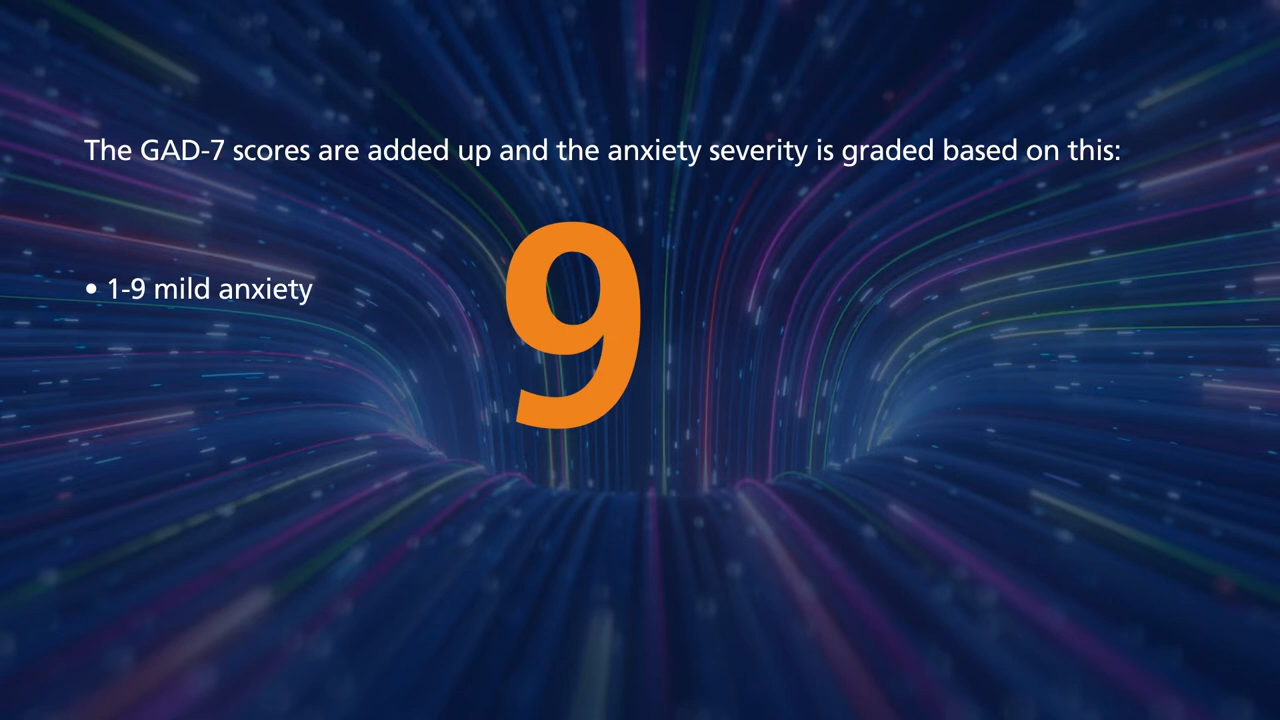 The GAD-7 scores are added up and the anxiety severity is graded based on this:
• 1-9 mild anxiety
9